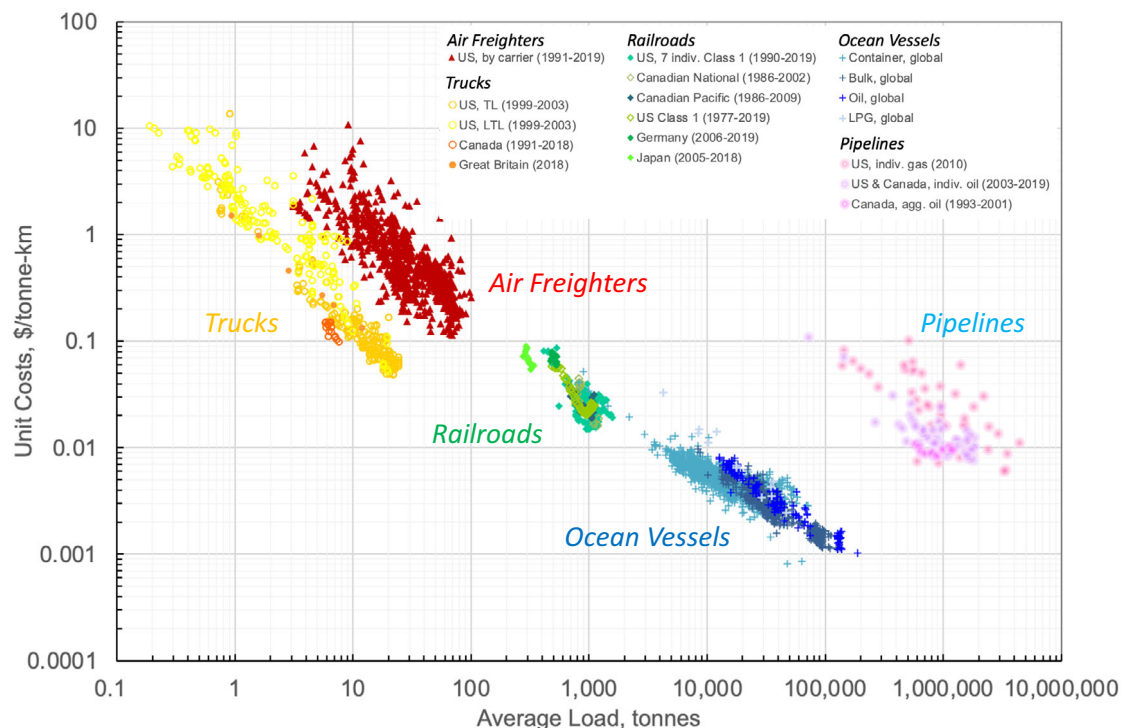 100
10
1
0.1
0.01
0.001
0.0001
Unit Costs, $/tonne-km
Air Freighters
US, by carrier (1991-2019)
Trucks
US, TL (1999-2003)
US, LTL (1999-2003)
Canada (1991-2018)
Great Britain (2018)
Railroads
US, 7 indiv. Class 1 (1990-2019)
Canadian National (1986-2002)
Canadian Pacific (1986-2009)
US Class 1 (1977-2019)
Germany (2006-2019)
Japan (2005-2018)
Ocean Vessels
Container, global
Bulk, global
Oil, global
LPG, global
Pipelines
US, indiv. gas (2010)
US & Canada, indiv. oil (2003-2019)
Canada, agg. oil (1993-2001)
Air Freighters
Trucks
Pipelines
Railroads
Ocean Vessels
0.1
1
10
100
1,000
10,000
100,000
1,000,000
10,000,000
Average Load, tonnes